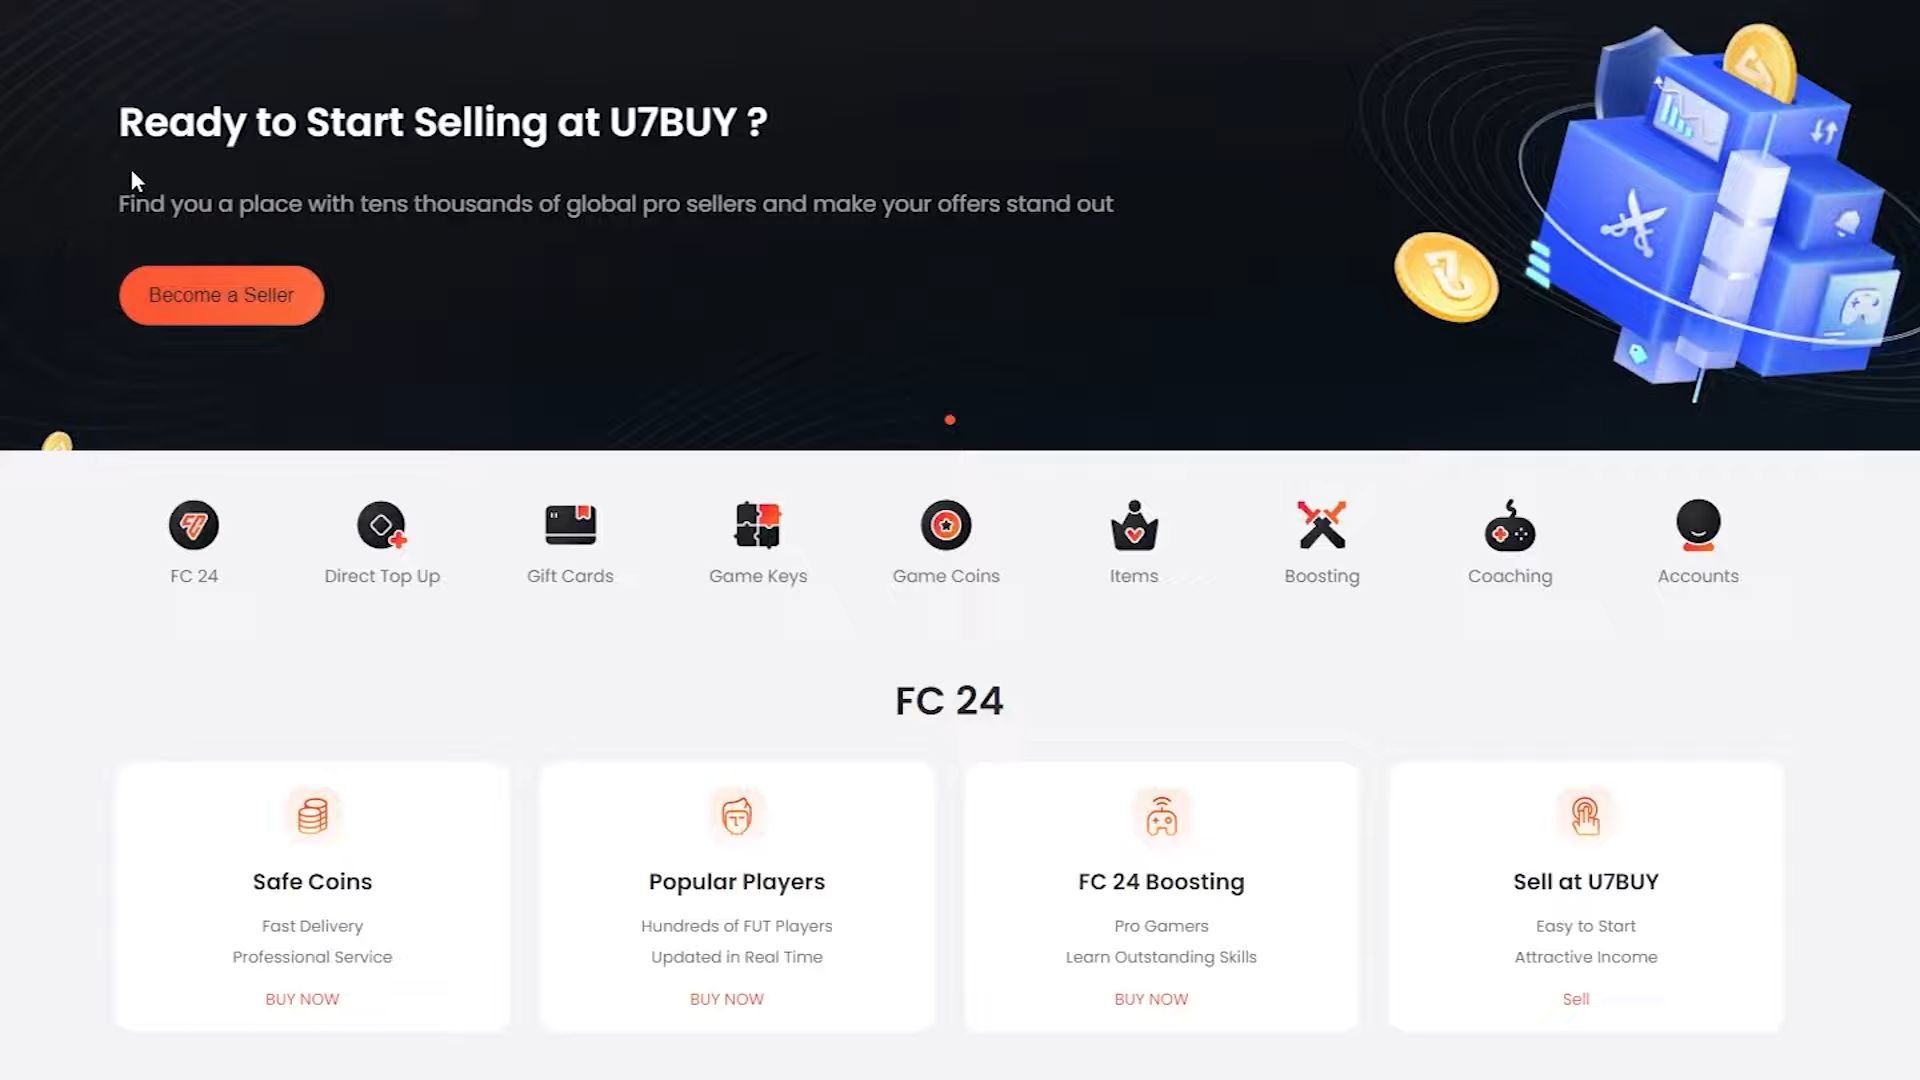 Ready to Start Selling at U7BUY ?
Find you a place with tens thousands of global pro sellers and make your offers stand out
Become a Seller
FC 24
Direct Top Up
Gift Cards
Game Keys
Game Coins
Items
Boosting
Coaching
Accounts
FC 24
Safe Coins
Fast Delivery
Professional Service
BUY NOW
Popular Players
Hundreds of FUT Players
Updated in Real Time
BUY NOW
FC 24 Boosting
Pro Gamers
Learn Outstanding Skills
BUY NOW
Sell at U7BUY
Easy to Start
Attractive Income
Sell